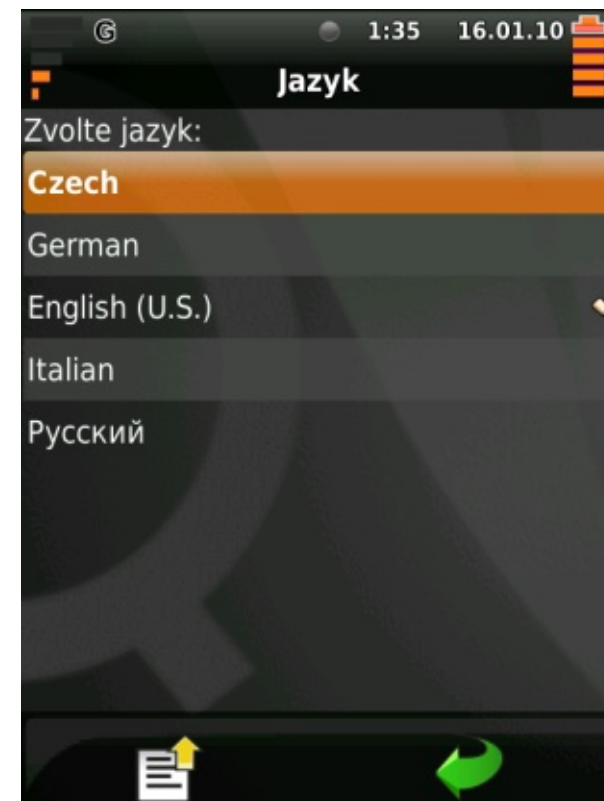 G 1:35 16.01.10
Jazyk
Zvolte jazyk:
Czech
German
English (U.S.)
Italian
Русский